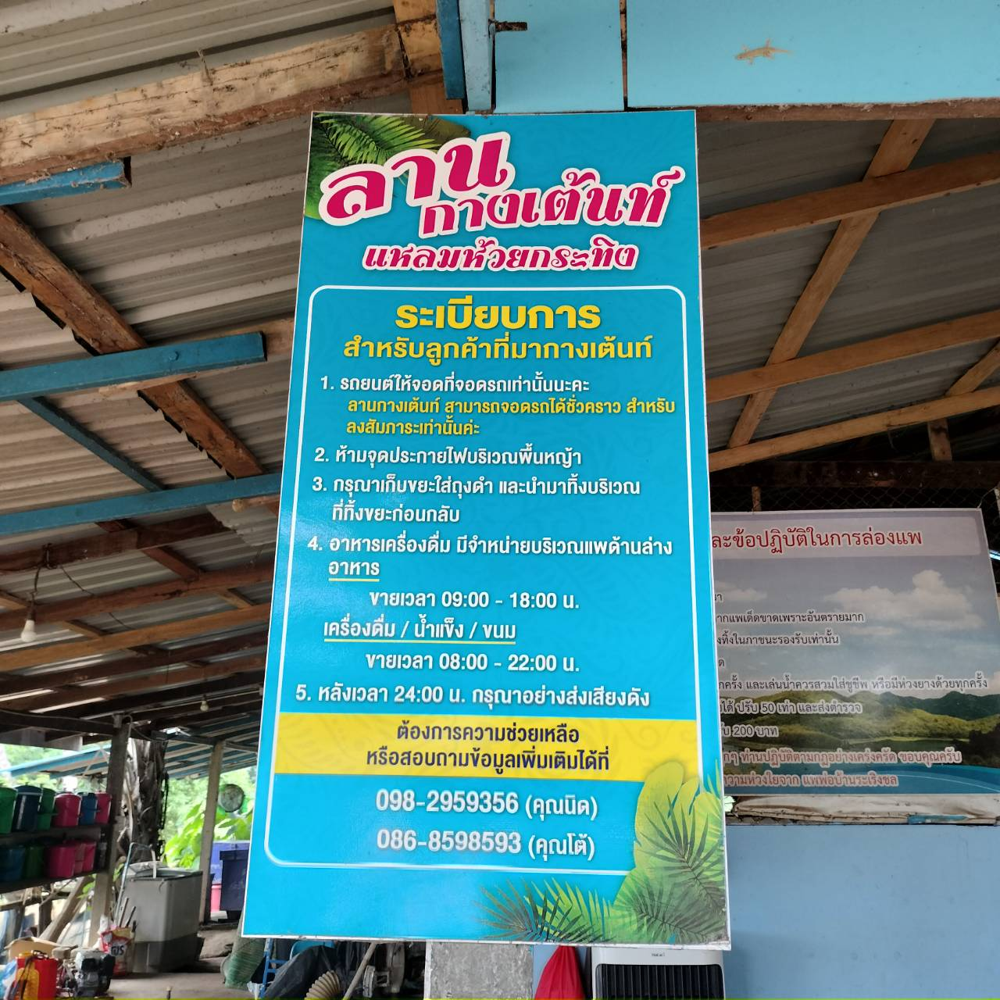 ลาน
กางเต้นท์
แหลมห้วยกระทิง
ระเบียบการ
สำหรับลูกค้าที่มากางเต้นท์
1. รถยนต์ให้จอดที่จอดรถเท่านั้นนะคะ
ลานกางเต้นท์ สามารถจอดรถได้ชั่วคราว สำหรับ
ลงสัมภาระเท่านั้นค่ะ
2. ห้ามจุดประกายไฟบริเวณพื้นหญ้า
3. กรุณาเก็บขยะใส่ถุงดำ และนำมาทิ้งบริเวณ
ที่ทิ้งขยะก่อนกลับ
4. อาหารเครื่องดื่ม มีจำหน่ายบริเวณแพด้านล่าง
อาหาร
ขายเวลา 09:00 - 18:00 น.
เครื่องดื่ม / น้ำแข็ง / ขนม
ขายเวลา 08:00 - 22:00 น.
5. หลังเวลา 24:00 น. กรุณาอย่างส่งเสียงดัง
ต้องการความช่วยเหลือ
หรือสอบถามข้อมูลเพิ่มเติมได้ที่
098-2959356 (คุณนิด)
086-8598593 (คุณโต้)
ละข้อปฏิบัติในการล่องแพ
ากแพเด็ดขาดเพราะอันตรายมาก
งทิ้งในภาชนะรองรับเท่านั้น
กครั้ง และเล่นน้ำควรสวมใส่ชูชีพ หรือมีห่วงยางด้วยทุกครั้ง
ได้ ปรับ 50 เท่า และส่งตำรวจ
ับ 200 บาท
กๆ ท่านปฏิบัติตามกฎอย่างเคร่งครัด ขอบคุณครับ
วามห่วงใยจาก แพพ่อบ้านระเริงชล